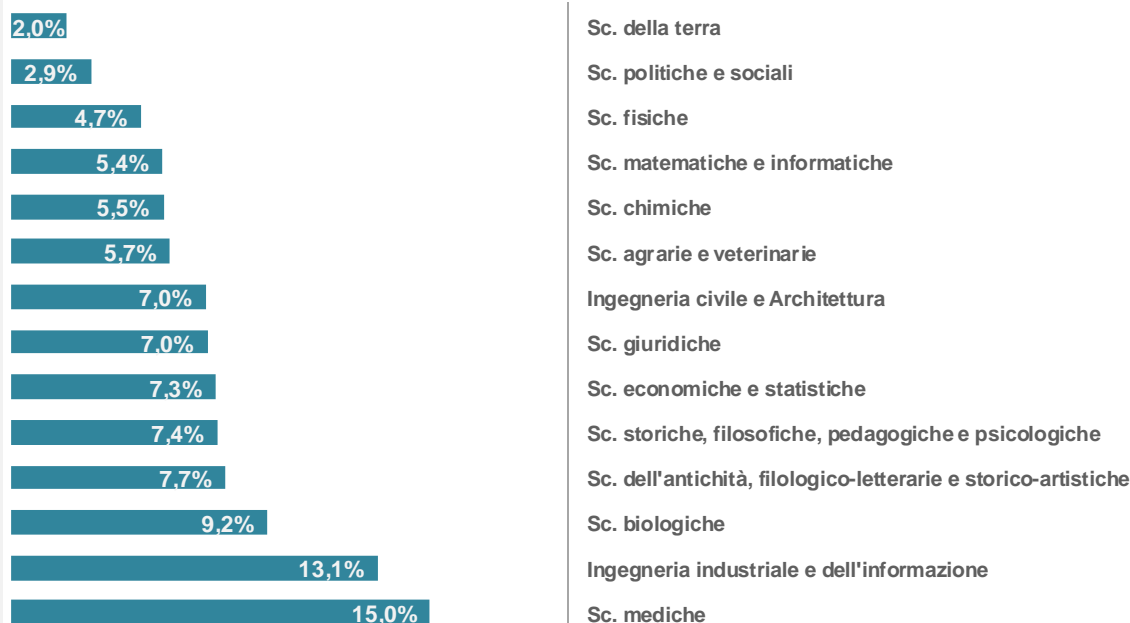 2,0% Sc. della terra
2,9% Sc. politiche e sociali
4,7% Sc. fisiche
5,4% Sc. matematiche e informatiche
5,5% Sc. chimiche
5,7% Sc. agrarie e veterinarie
7,0% Ingegneria civile e Architettura
7,0% Sc. giuridiche
7,3% Sc. economiche e statistiche
7,4% Sc. storiche, filosofiche, pedagogiche e psicologiche
7,7% Sc. dell'antichità, filologico-letterarie e storico-artistiche
9,2% Sc. biologiche
13,1% Ingegneria industriale e dell'informazione
15,0% Sc. mediche